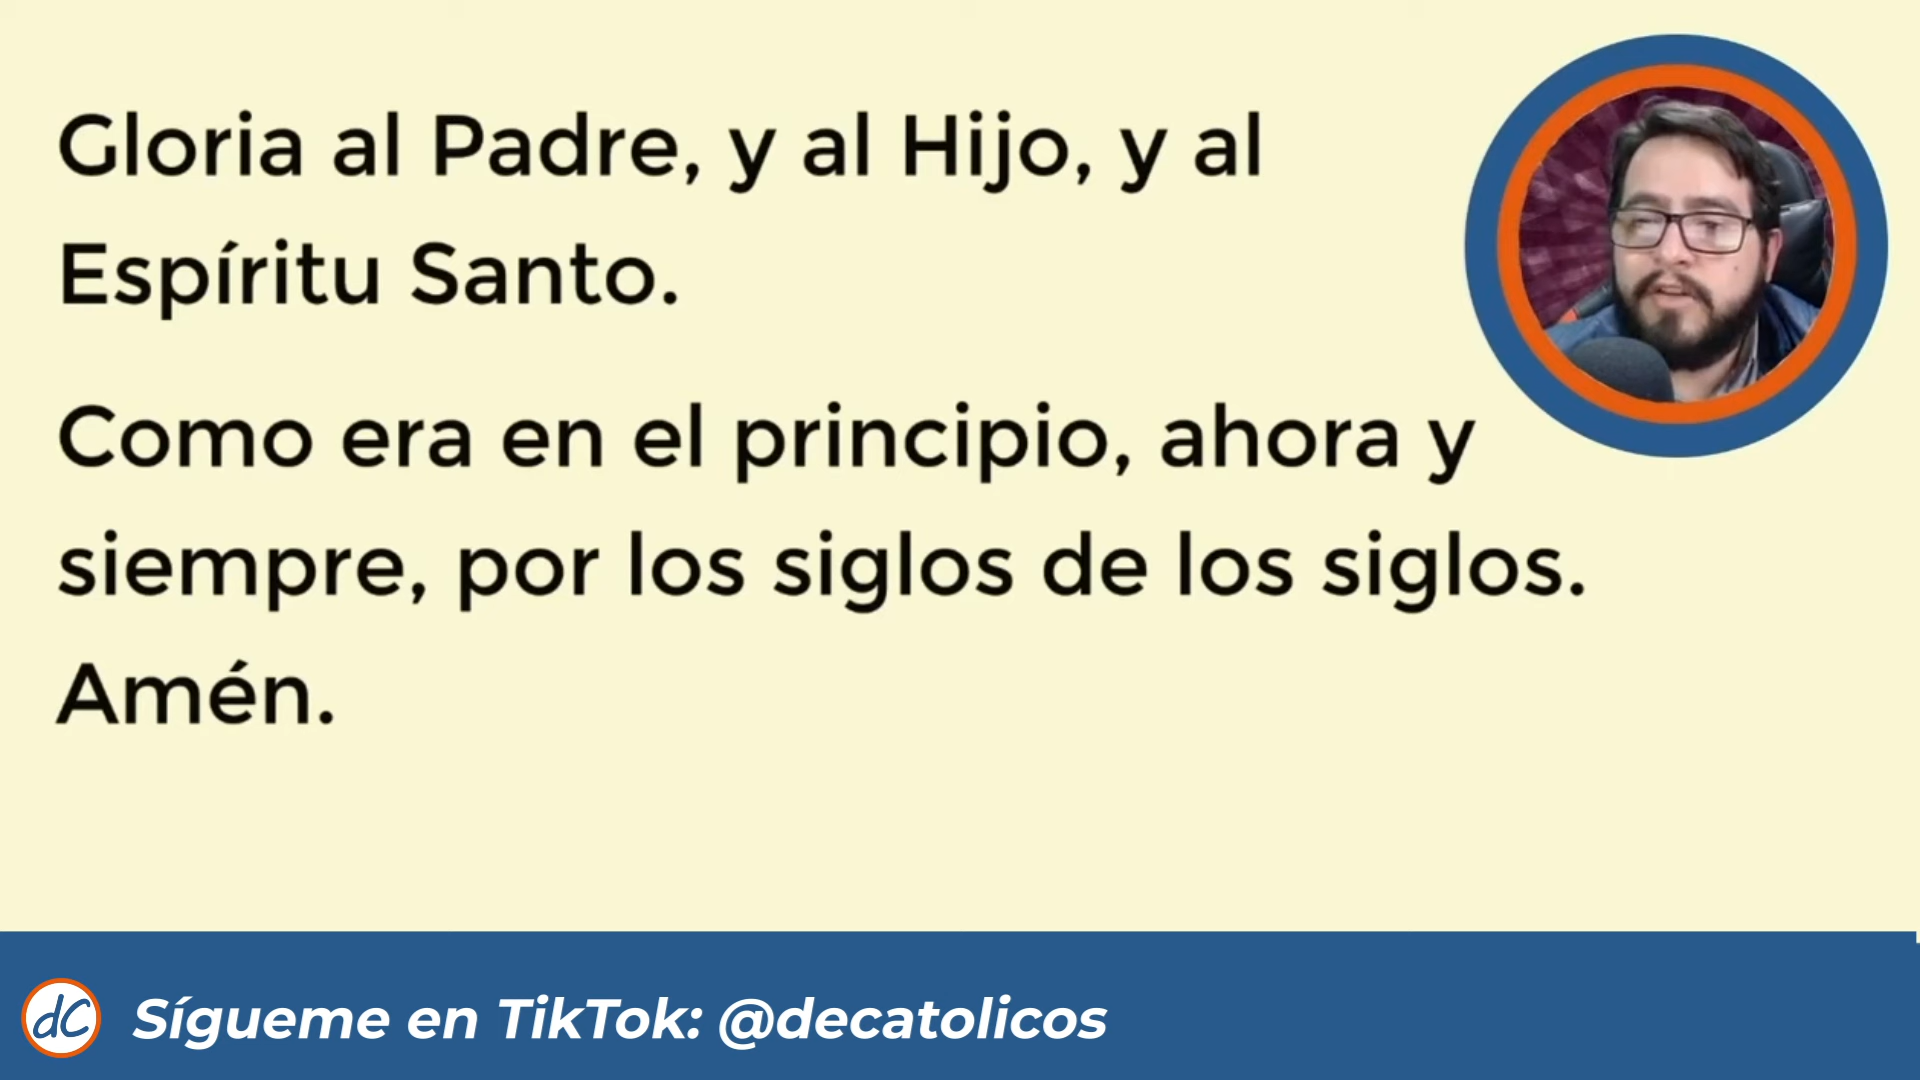 Gloria al Padre, y al Hijo, y al
Espíritu Santo.
Como era en el principio, ahora y
siempre, por los siglos de los siglos.
Amén.
dC Sígueme en TikTok: @decatolicos